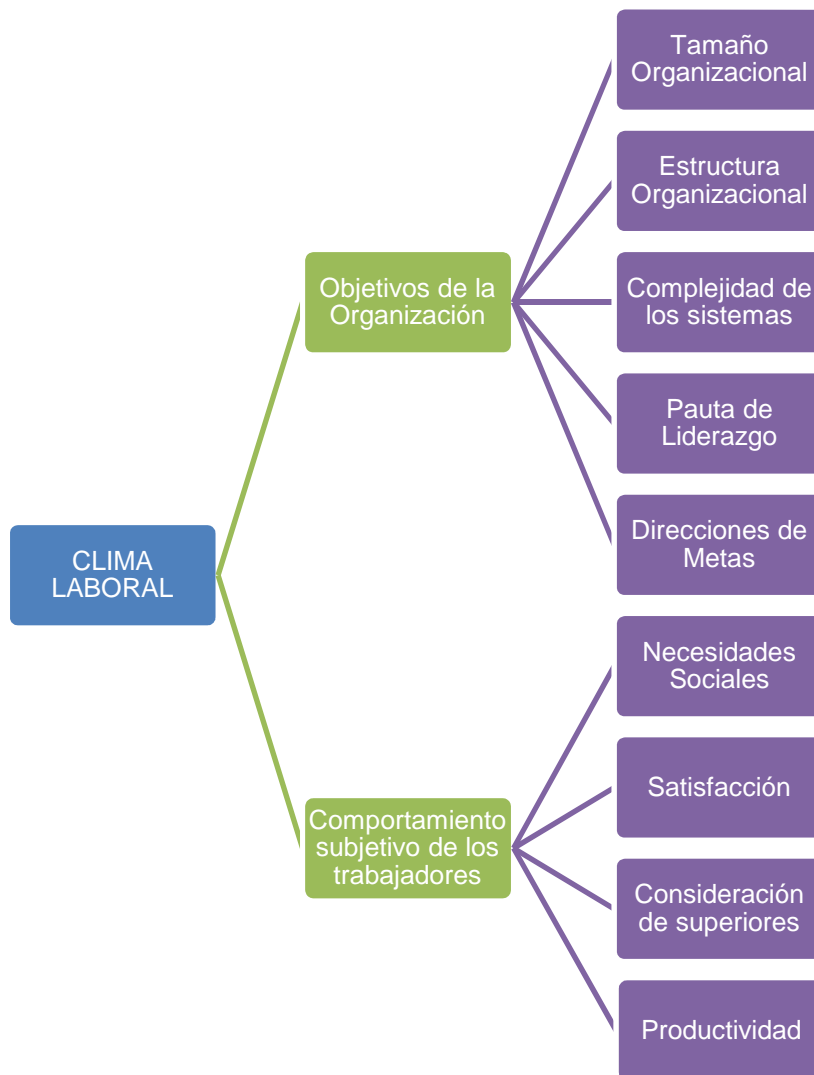 CLIMA
LABORAL
Objetivos de la
Organización
Tamaño
Organizacional
Estructura
Organizacional
Complejidad de
los sistemas
Pauta de
Liderazgo
Direcciones de
Metas
Comportamiento
subjetivo de los
trabajadores
Necesidades
Sociales
Satisfacción
Consideración
de superiores
Productividad